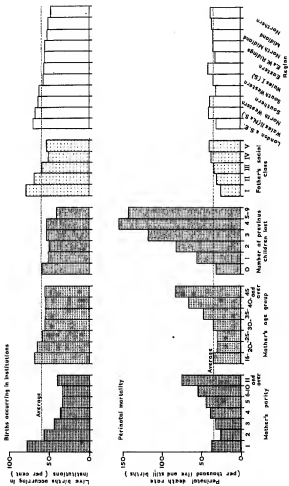 Births occurring in institutions
Live births occurring in
institutions (per cent)
100
50
0
Average
Perinatal mortality
Perinatal death rate
(per thousand live and still births)
15
10
5
0
Average
1 2 3 4 5 6-10 11 and over
Mother's parity
16- 20- 25- 30- 35- 40- 45 and over
Mother's age group
0 1 2 3 4 5-9
Number of previous
children lost
I II III IV V
Father's social
class
London & S.E.
Wales II (N.)
North Western
Southern
South Western
Wales I (S)
Eastern
E & W Ridings
North Midland
Midland
Northern
Region